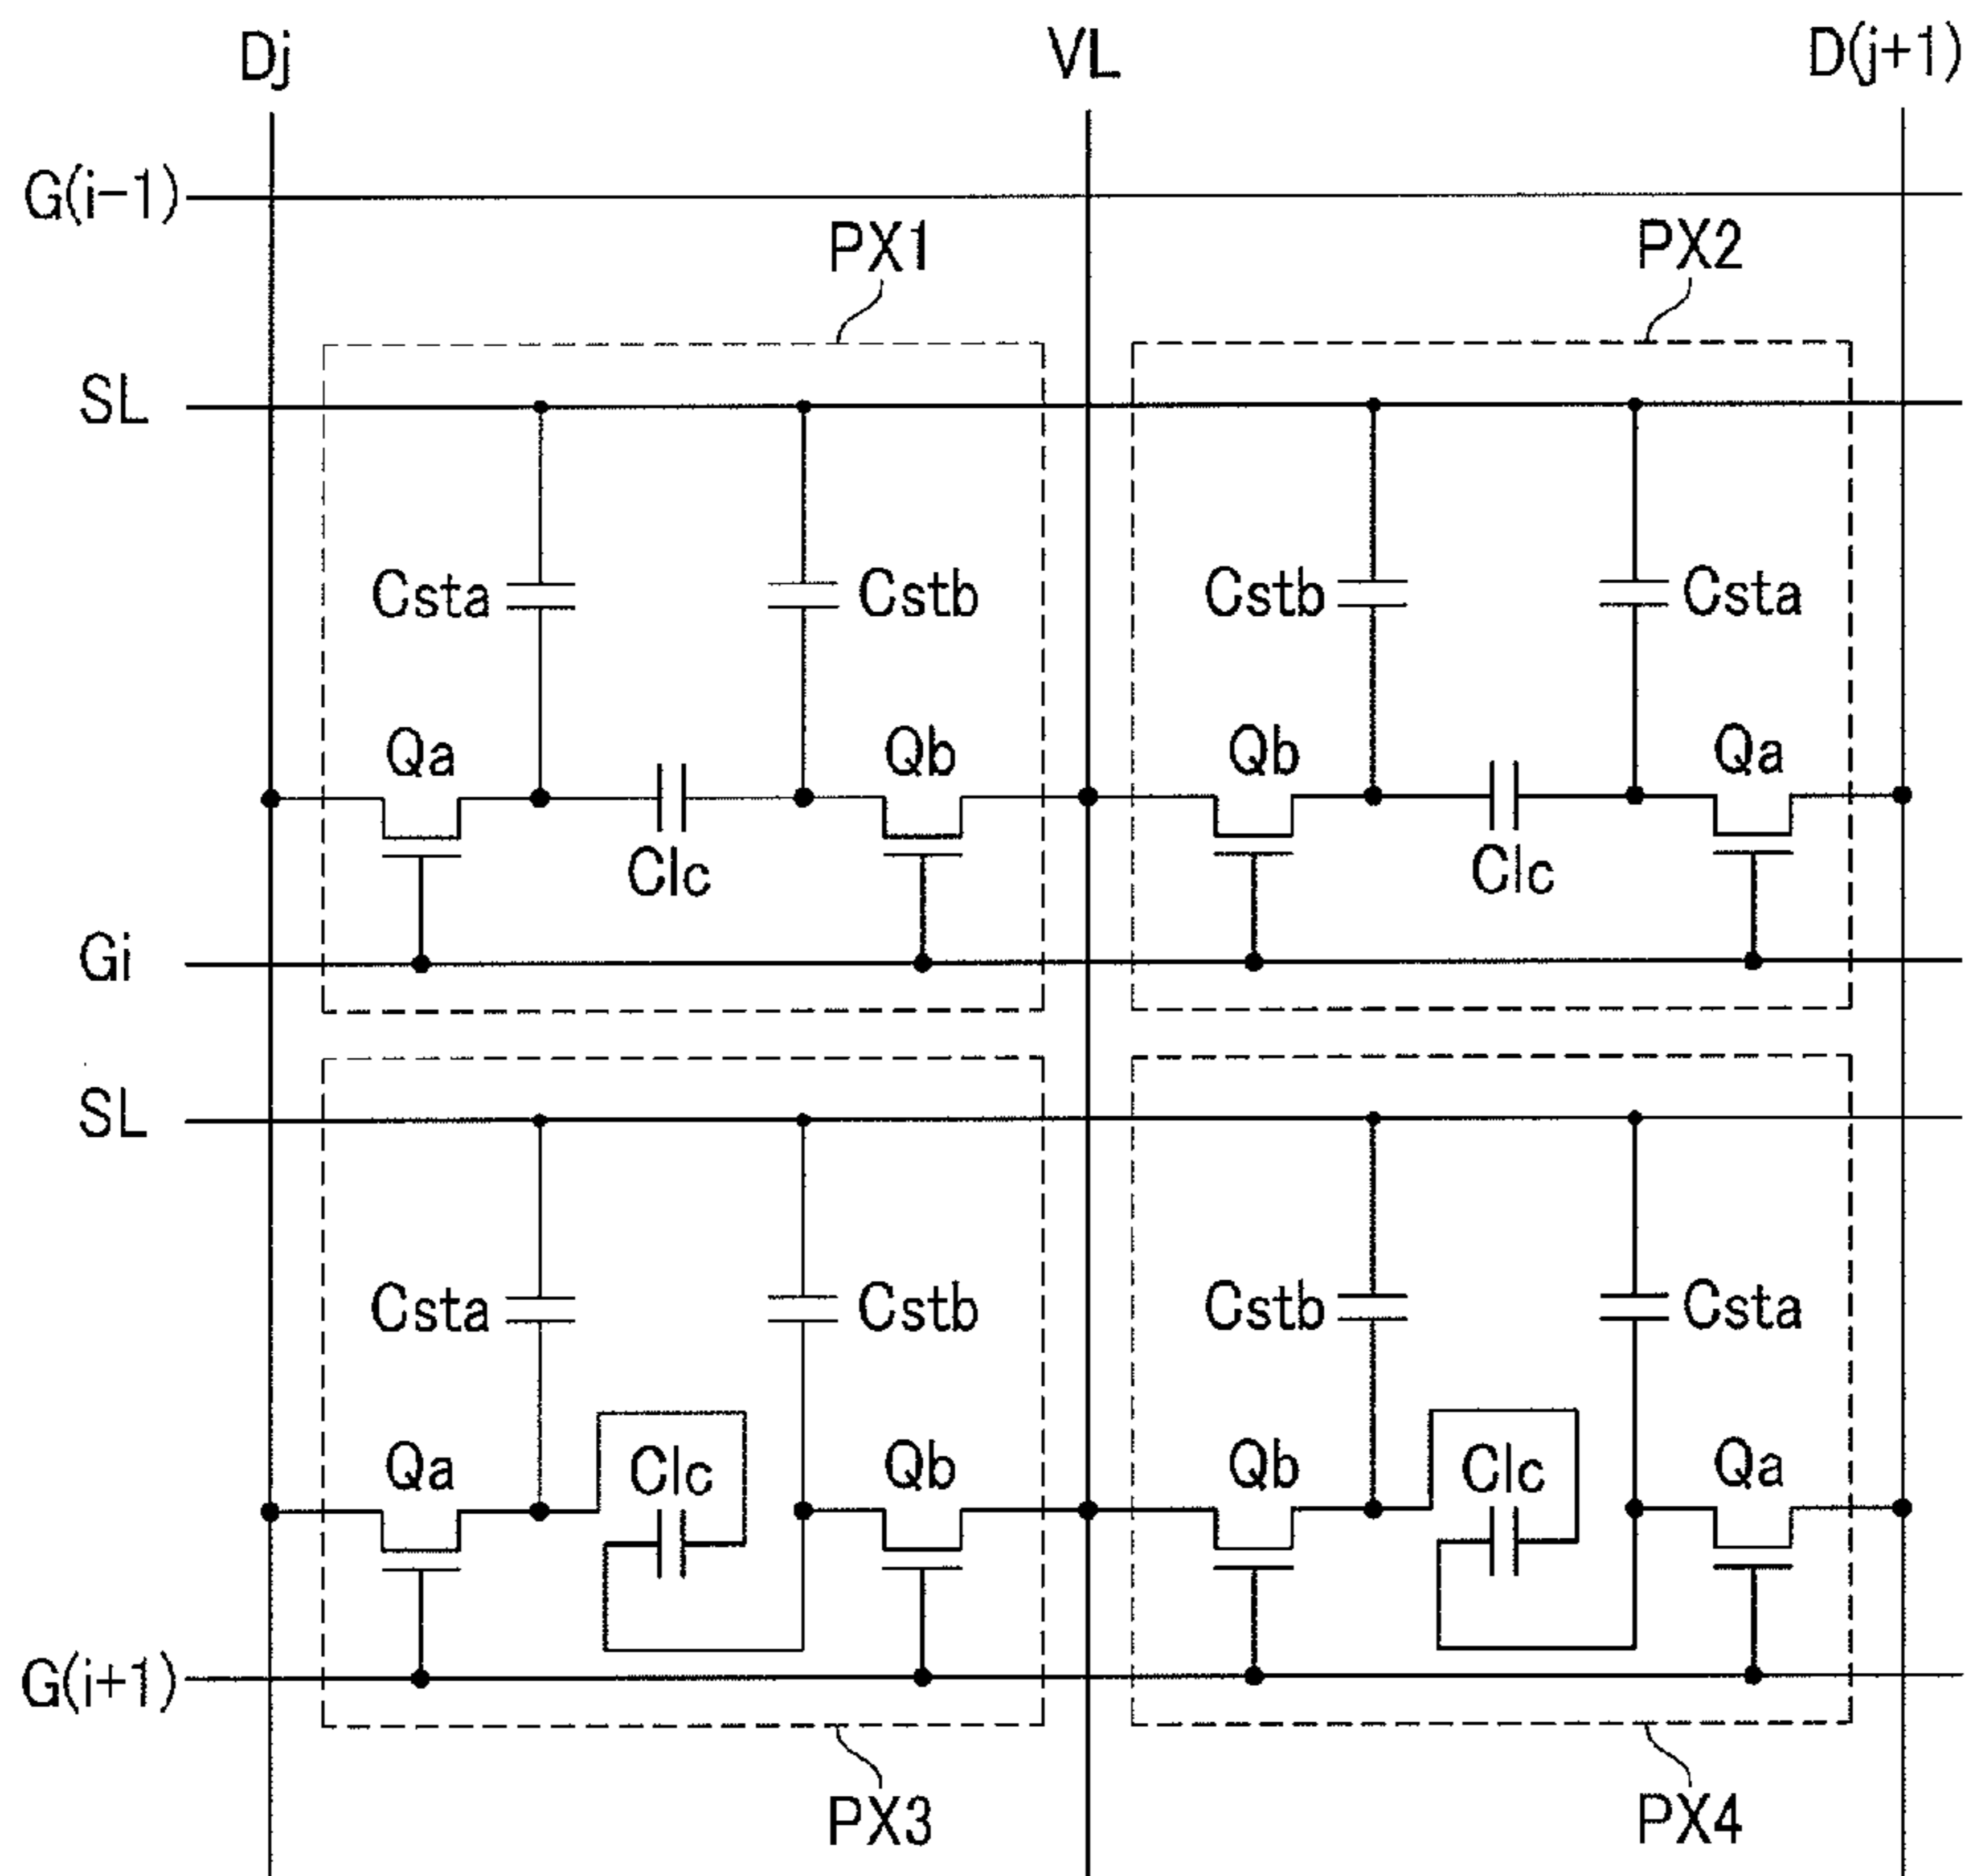 Dj VL D(j+1)
G(i-1)
PX1 PX2
SL
Csta Cstb Cstb Csta
Qa Qb Qb Qa
Clc Clc
Gi
SL
Csta Cstb Cstb Csta
Qa Clc Qb Qb Clc Qa
G(i+1)
PX3 PX4